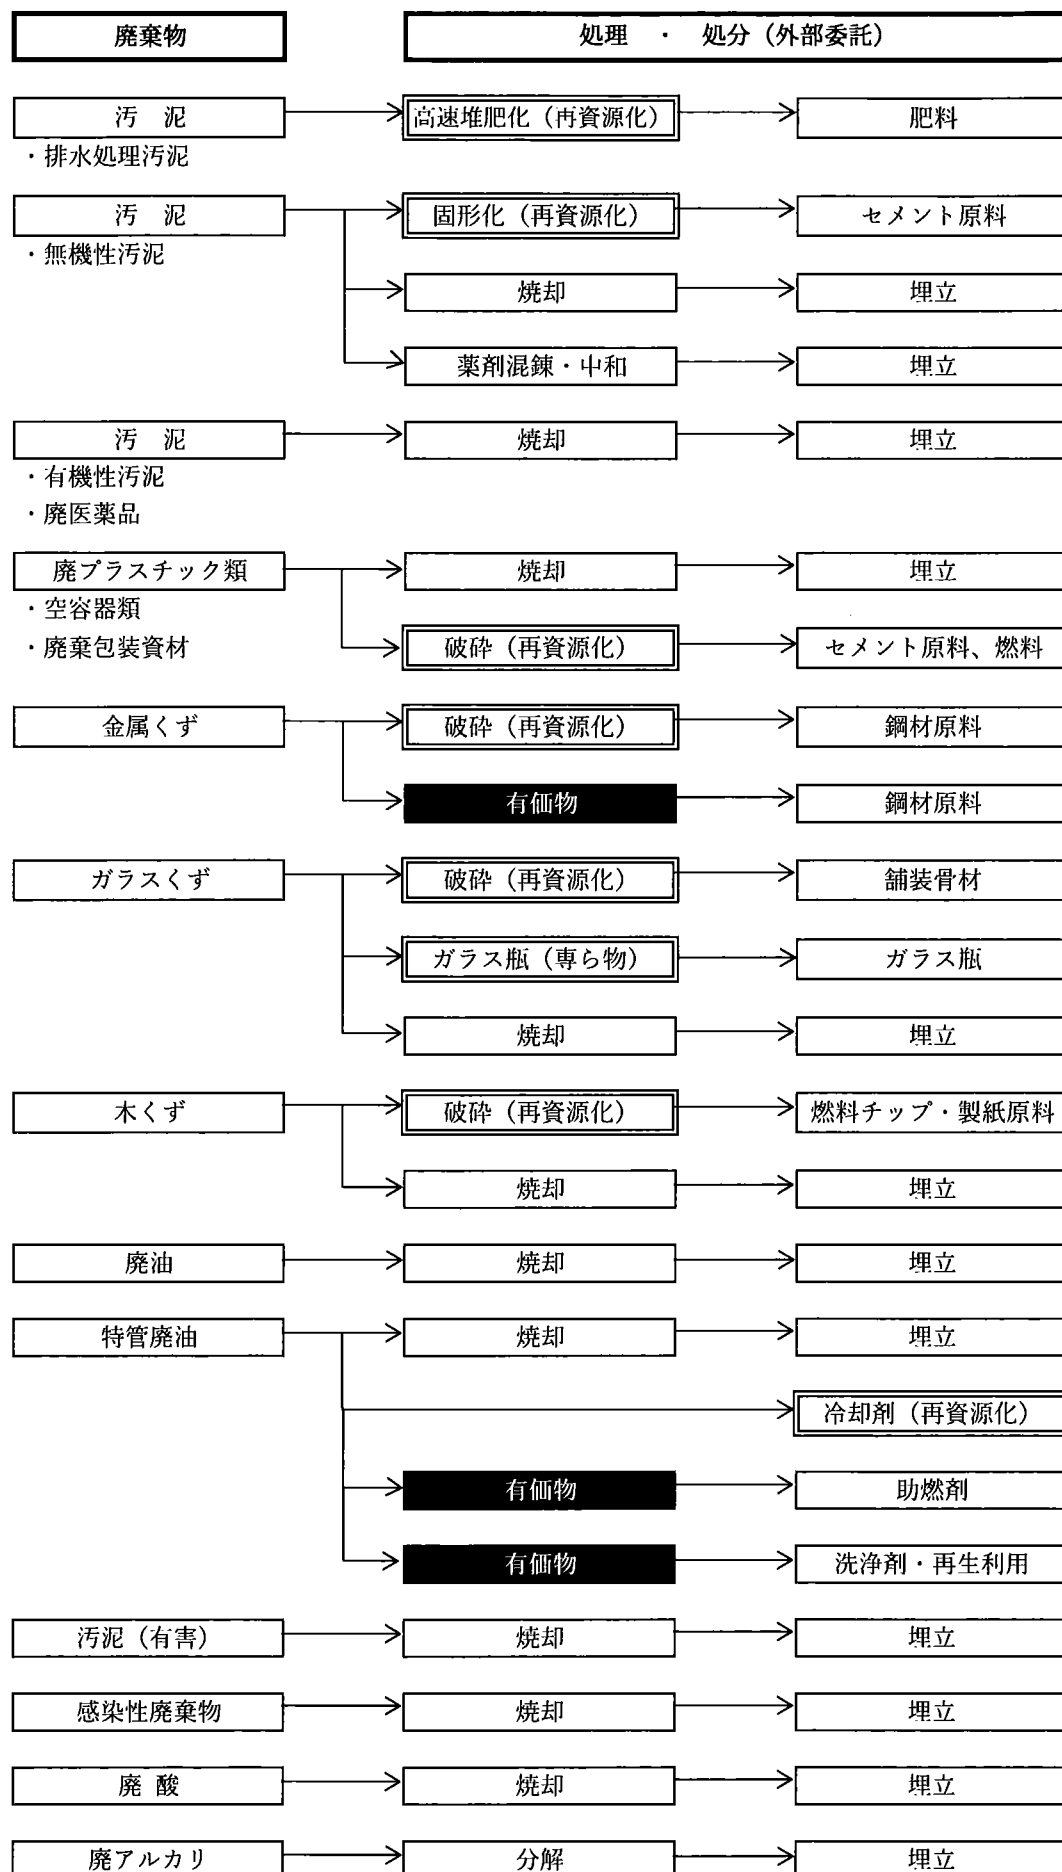 廃棄物 処理 ・ 処分（外部委託）
汚 泥 高速堆肥化（再資源化） 肥料
・排水処理汚泥
汚 泥 固形化（再資源化） セメント原料
・無機性汚泥
焼却 埋立
薬剤混錬・中和 埋立
汚 泥 焼却 埋立
・有機性汚泥
・廃医薬品
廃プラスチック類 焼却 埋立
・空容器類
・廃棄包装資材 破砕（再資源化） セメント原料、燃料
金属くず 破砕（再資源化） 鋼材原料
有価物 鋼材原料
ガラスくず 破砕（再資源化）舗装骨材
ガラス瓶（専ら物） ガラス瓶
焼却 埋立
木くず 破砕（再資源化） 燃料チップ・製紙原料
焼却 埋立
廃油 焼却 埋立
特管廃油 焼却 埋立
冷却剤（再資源化）
有価物 助燃剤
有価物 洗浄剤・再生利用
汚泥（有害） 焼却 埋立
感染性廃棄物 焼却 埋立
廃 酸 焼却 埋立
廃アルカリ 分解 埋立